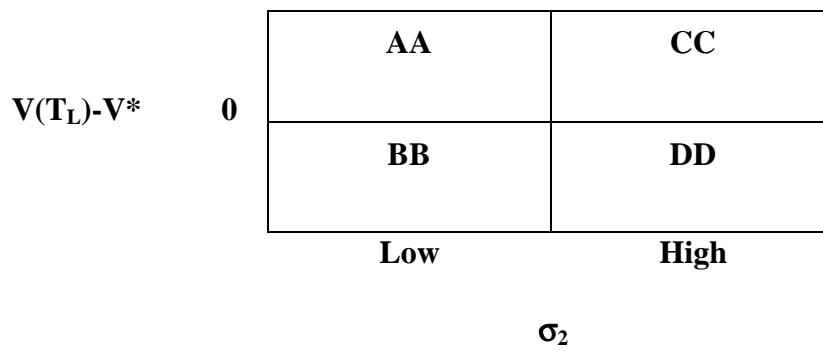 AA CC
V(T_L)-V* 0
BB DD
Low High
σ₂